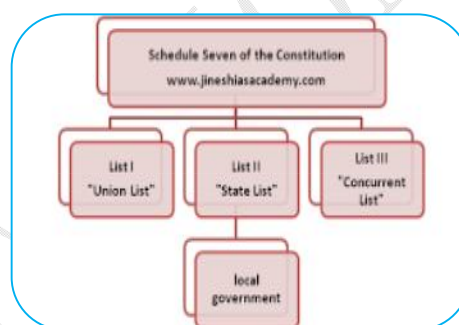 Schedule Seven of the Constitution
www.jineshiasacademy.com
List I
"Union List"
List II
"State List"
List III
"Concurrent
List"
local
government